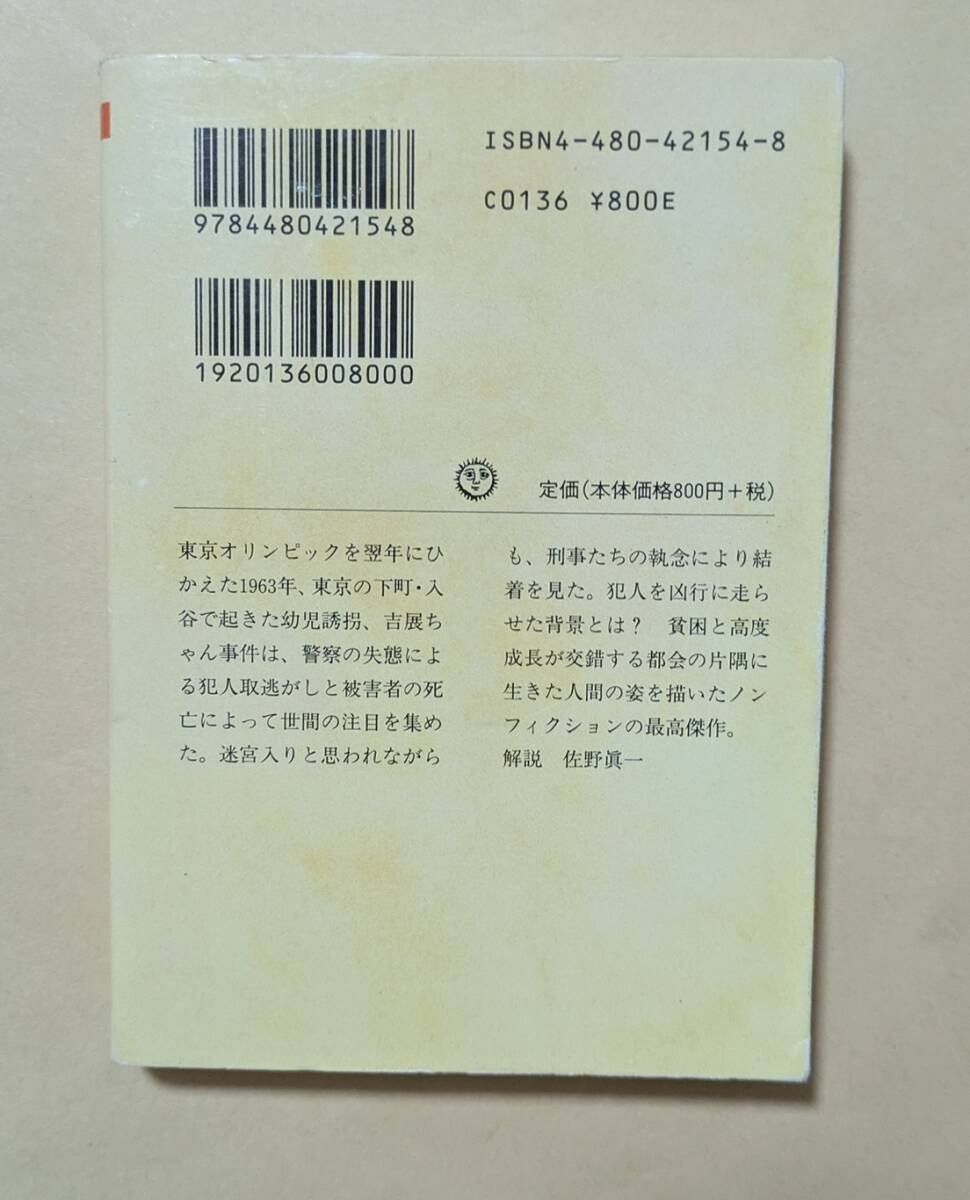 ISBN4-480-42154-8
C0136 ¥800E
9784480421548
1920136008000
定価(本体価格800円+税)
東京オリンピックを翌年にひ
かえた1963年、東京の下町・入
谷で起きた幼児誘拐、吉展ち
ゃん事件は、警察の失態によ
る犯人取逃がしと被害者の死
亡によって世間の注目を集め
た。迷宮入りと思われながら
も、刑事たちの執念により結
着を見た。犯人を凶行に走ら
せた背景とは? 貧困と高度
成長が交錯する都会の片隅に
生きた人間の姿を描いたノン
フィクションの最高傑作。
解説 佐野眞一